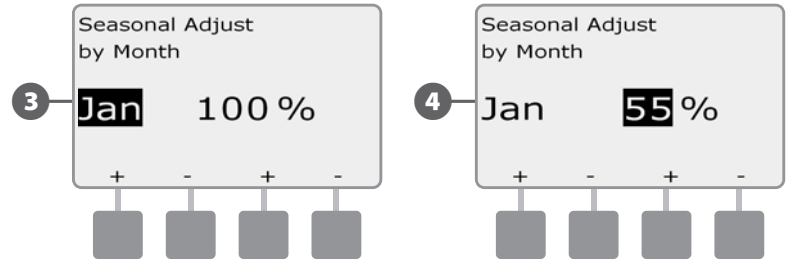 Seasonal Adjust
by Month
3
Jan 100 %
+ - + -
Seasonal Adjust
by Month
4
Jan 55 %
+ - + -